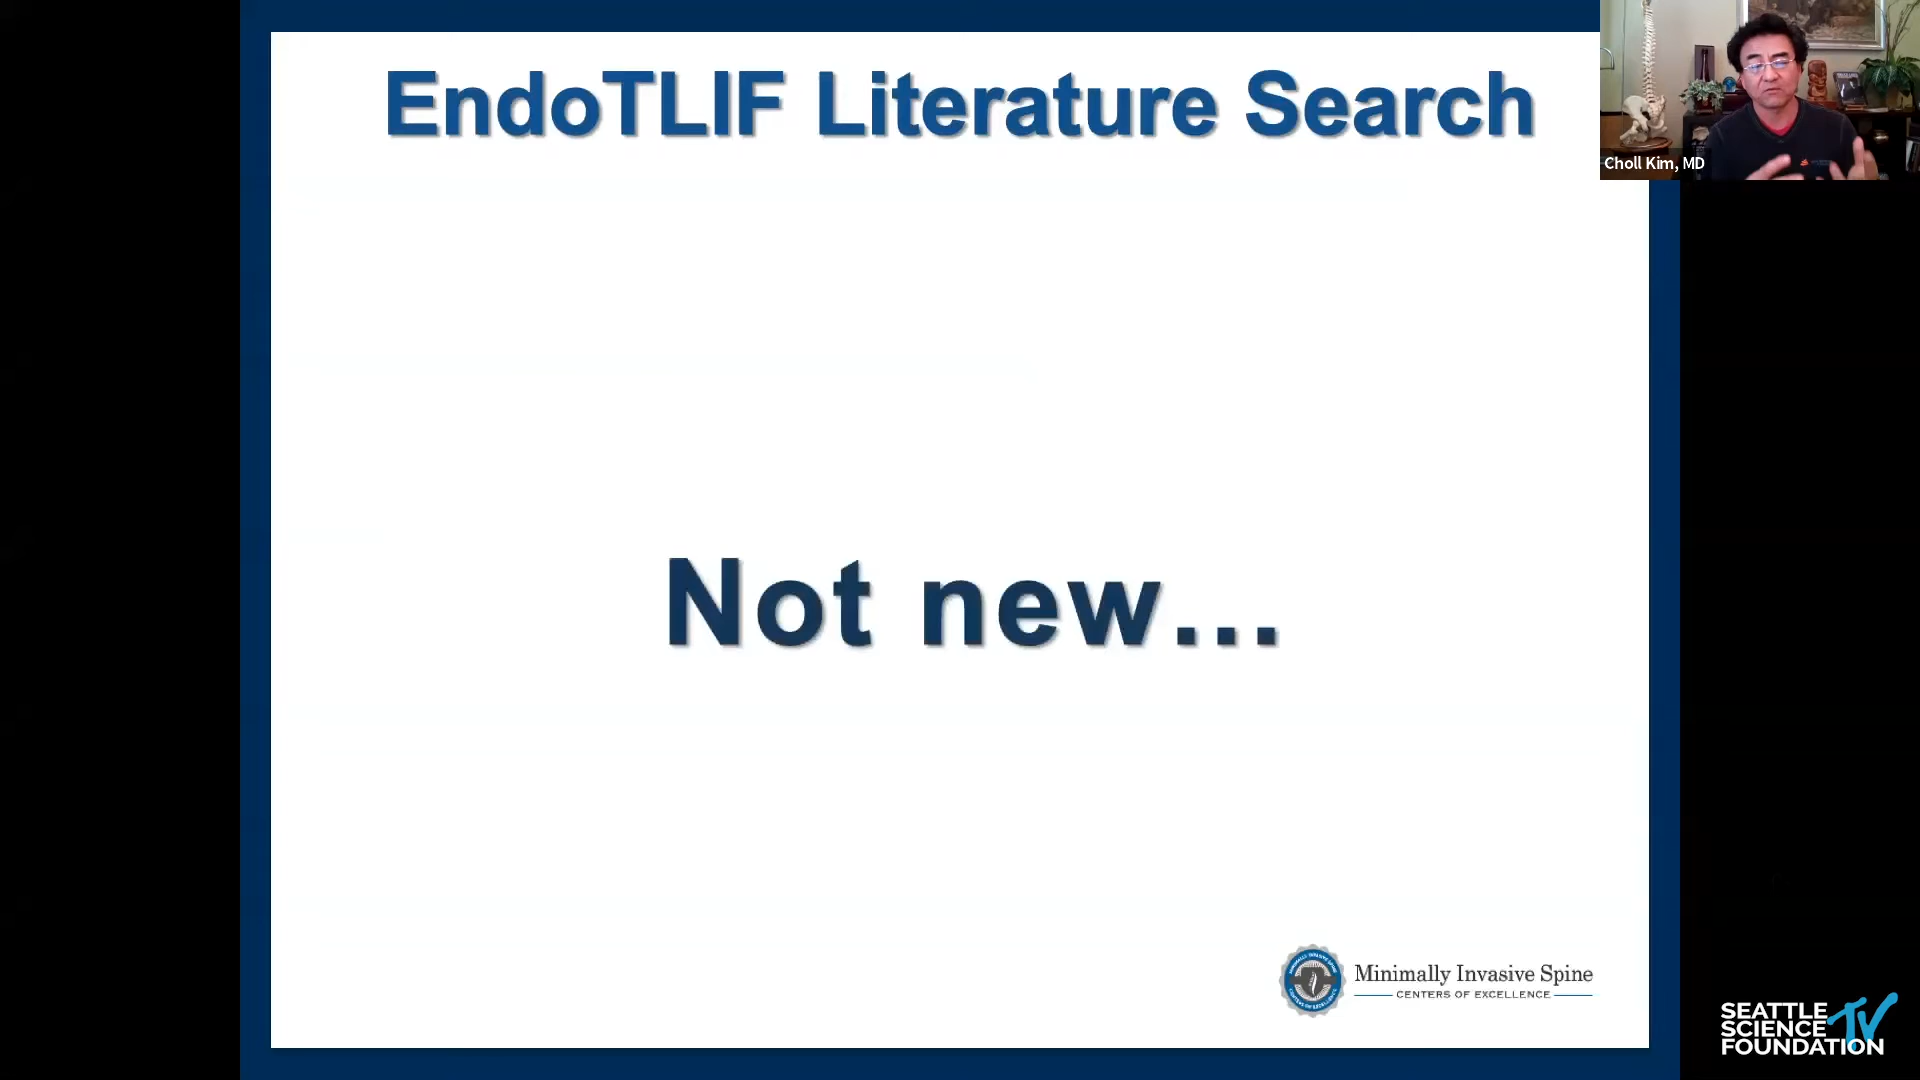 EndoTLIF Literature Search
Choll Kim, MD
Not new...
Minimally Invasive Spine
CENTERS OF EXCELLENCE
SEATTLE
SCIENCE
FOUNDATION
TV